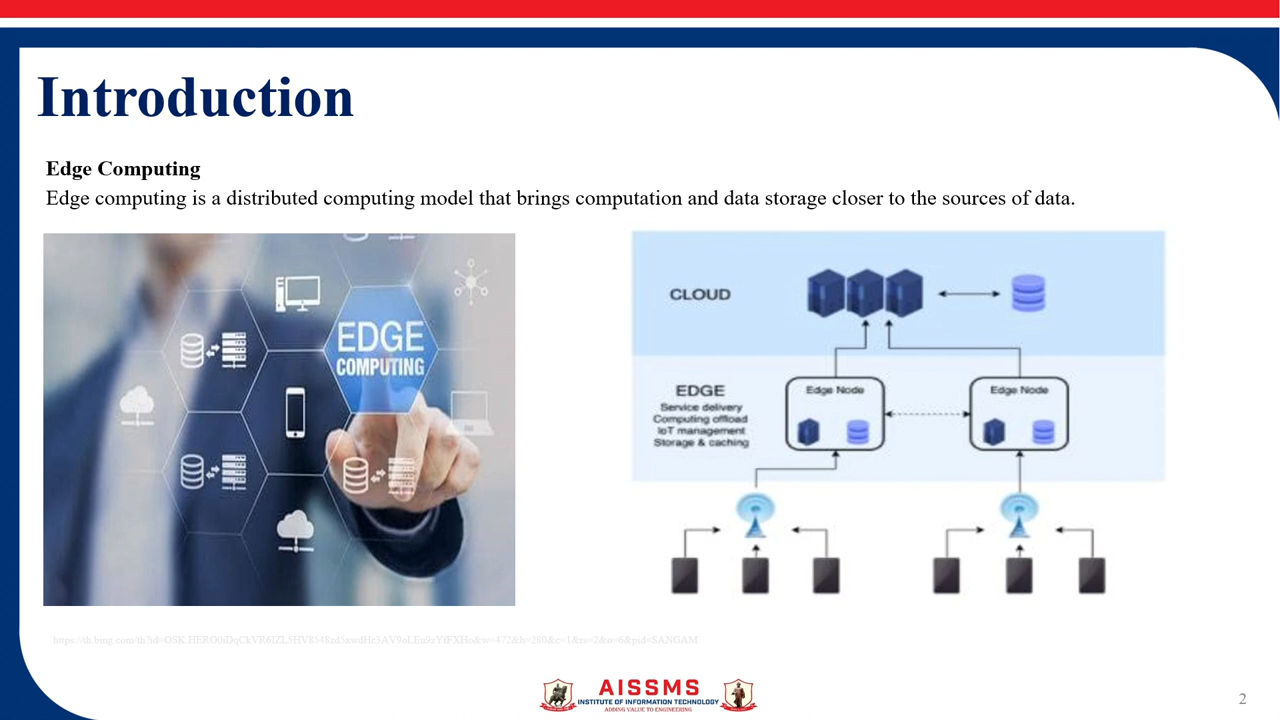 Introduction
Edge Computing
Edge computing is a distributed computing model that brings computation and data storage closer to the sources of data.
EDGE
COMPUTING
CLOUD
EDGE
Service delivery
Computing offload
IoT management
Storage & caching
Edge Node
Edge Node
AISSMS
INSTITUTE OF INFORMATION TECHNOLOGY
ADDING VALUE TO ENGINEERING
2